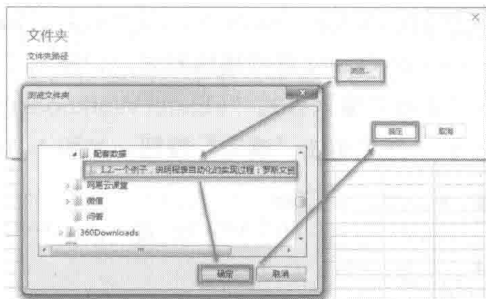 文件夹
文件夹路径
浏览...
浏览文件夹
确定
取消
配套数据
1.2.一个例子，说明报表自动化的实现过程：罗斯文贸
网易云课堂
微信
问答
360Downloads
确定
取消